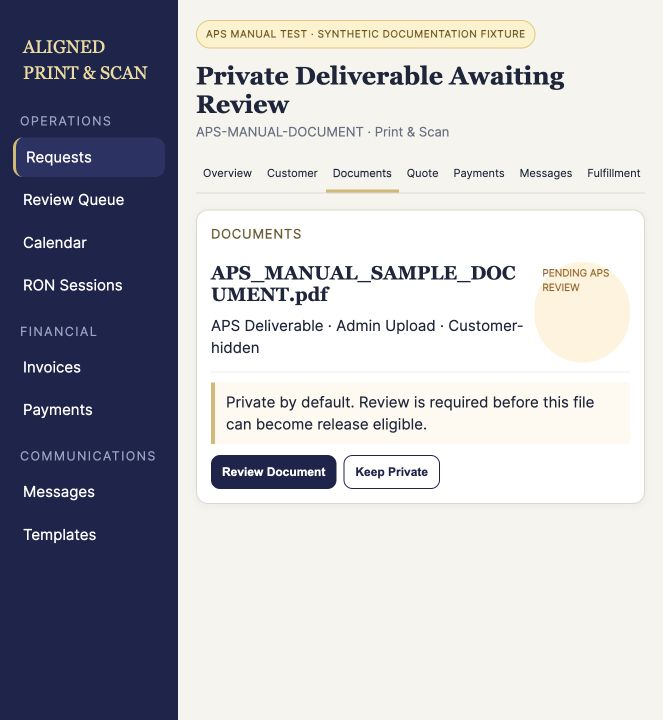 ALIGNED
PRINT & SCAN
OPERATIONS
Requests
Review Queue
Calendar
RON Sessions
FINANCIAL
Invoices
Payments
COMMUNICATIONS
Messages
Templates
APS MANUAL TEST · SYNTHETIC DOCUMENTATION FIXTURE
Private Deliverable Awaiting
Review
APS-MANUAL-DOCUMENT · Print & Scan
Overview Customer Documents Quote Payments Messages Fulfillment
DOCUMENTS
APS_MANUAL_SAMPLE_DOC
UMENT.pdf
APS Deliverable · Admin Upload · Customer-
hidden
PENDING APS
REVIEW
Private by default. Review is required before this file
can become release eligible.
Review Document Keep Private